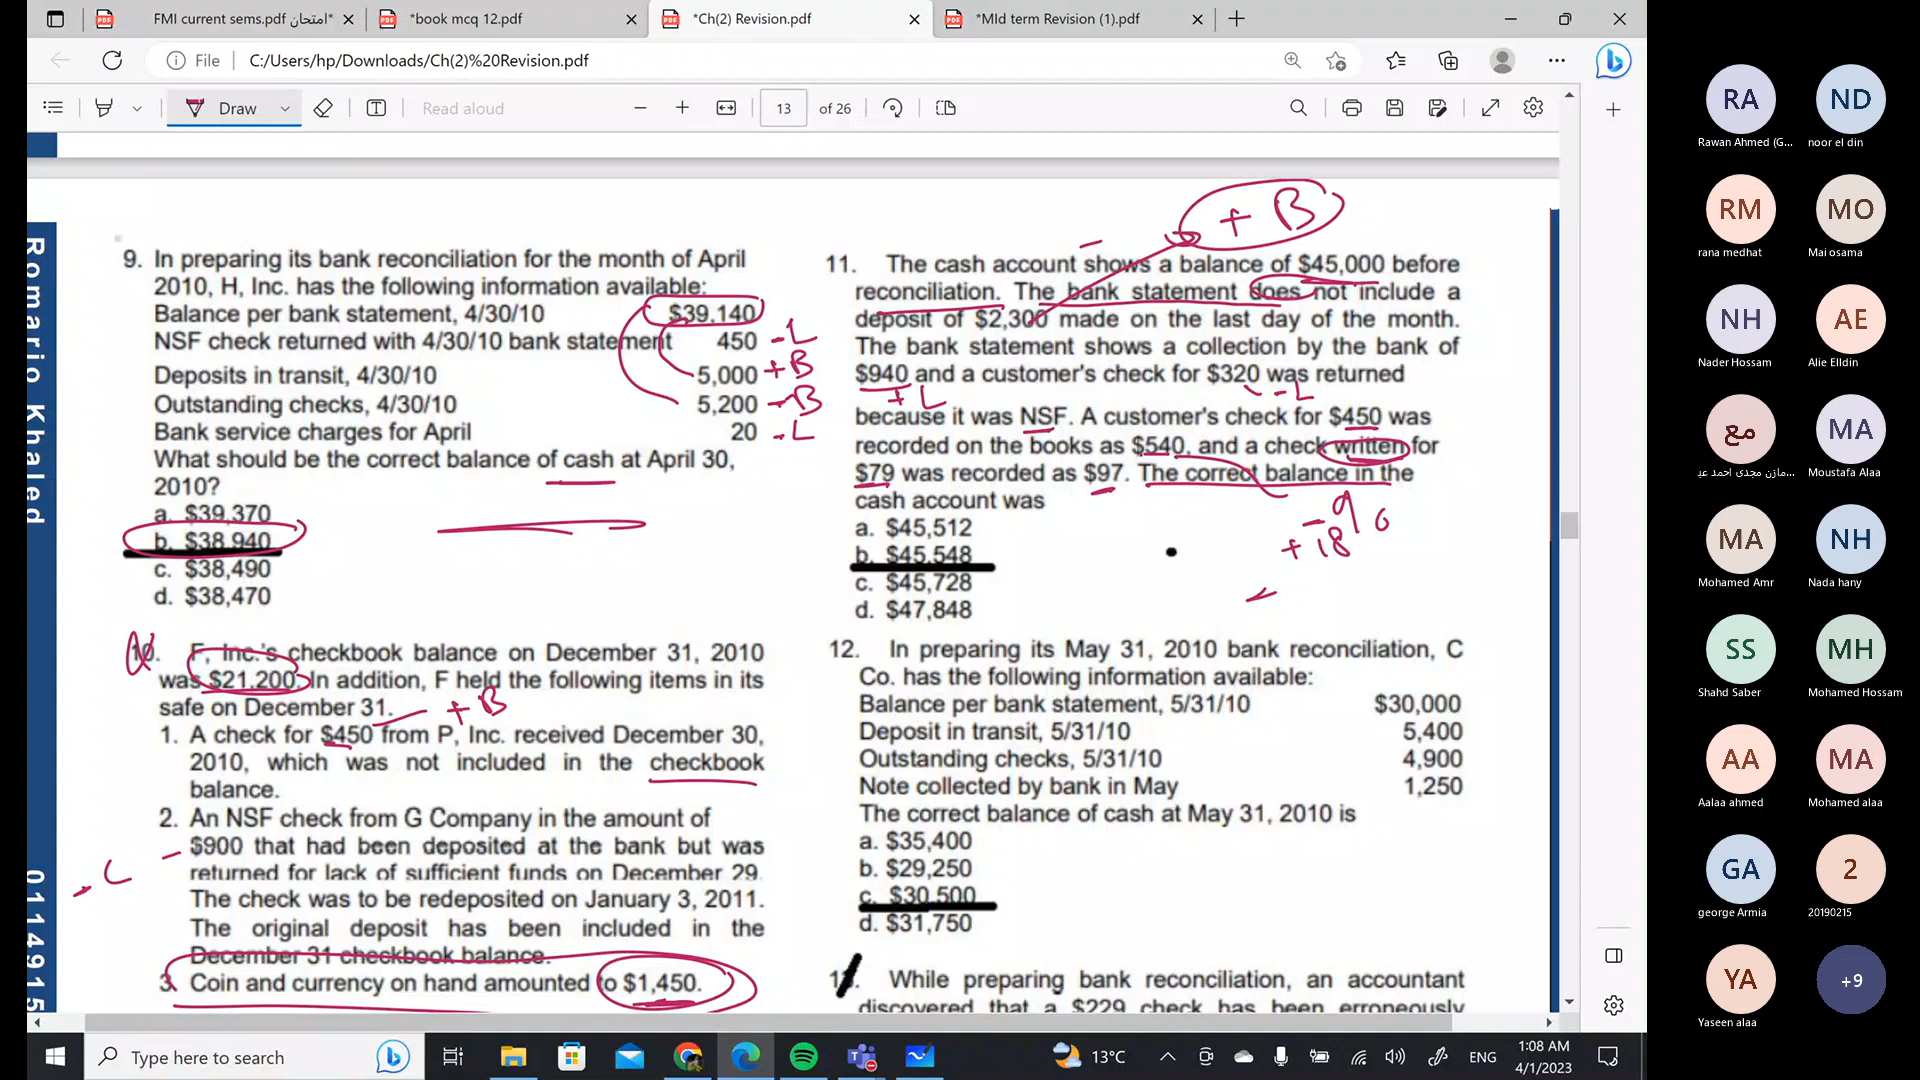 FMI current sems.pdf امتحان*
*book mcq 12.pdf
*Ch(2) Revision.pdf
*MId term Revision (1).pdf
File
C:/Users/hp/Downloads/Ch(2)%20Revision.pdf
Draw
Read aloud
13
of 26
Romario Khaled
0114915
9. In preparing its bank reconciliation for the month of April
2010, H, Inc. has the following information available:
Balance per bank statement, 4/30/10 $39,140
NSF check returned with 4/30/10 bank statement 450 - L
Deposits in transit, 4/30/10 5,000 + B
Outstanding checks, 4/30/10 5,200 - B
Bank service charges for April 20 - L
What should be the correct balance of cash at April 30,
2010?
a. $39,370
b. $38,940
c. $38,490
d. $38,470
10. F, Inc.'s checkbook balance on December 31, 2010
was $21,200. In addition, F held the following items in its
safe on December 31.
+ B
1. A check for $450 from P, Inc. received December 30,
2010, which was not included in the checkbook
balance.
2. An NSF check from G Company in the amount of
$900 that had been deposited at the bank but was
returned for lack of sufficient funds on December 29.
- L
The check was to be redeposited on January 3, 2011.
The original deposit has been included in the
December 31 checkbook balance.
3. Coin and currency on hand amounted to $1,450.
+ B
11. The cash account shows a balance of $45,000 before
reconciliation. The bank statement does not include a
deposit of $2,300 made on the last day of the month.
The bank statement shows a collection by the bank of
$940 and a customer's check for $320 was returned
+ L
- L
because it was NSF. A customer's check for $450 was
recorded on the books as $540, and a check written for
$79 was recorded as $97. The correct balance in the
cash account was
- 90
+ 18
a. $45,512
b. $45,548
c. $45,728
d. $47,848
12. In preparing its May 31, 2010 bank reconciliation, C
Co. has the following information available:
Balance per bank statement, 5/31/10 $30,000
Deposit in transit, 5/31/10 5,400
Outstanding checks, 5/31/10 4,900
Note collected by bank in May 1,250
The correct balance of cash at May 31, 2010 is
a. $35,400
b. $29,250
c. $30,500
d. $31,750
While preparing bank reconciliation, an accountant
discovered that a $229 check has been erroneously
RA
Rawan Ahmed (G...
ND
noor el din
RM
rana medhat
MO
Mai osama
NH
Nader Hossam
AE
Alie Elldin
مع
مازن مجدى احمد عبـ...
MA
Moustafa Alaa
MA
Mohamed Amr
NH
Nada hany
SS
Shahd Saber
MH
Mohamed Hossam
AA
Aalaa ahmed
MA
Mohamed alaa
GA
george Armia
2
20190215
YA
Yaseen alaa
+9
Type here to search
13°C
ENG
1:08 AM
4/1/2023